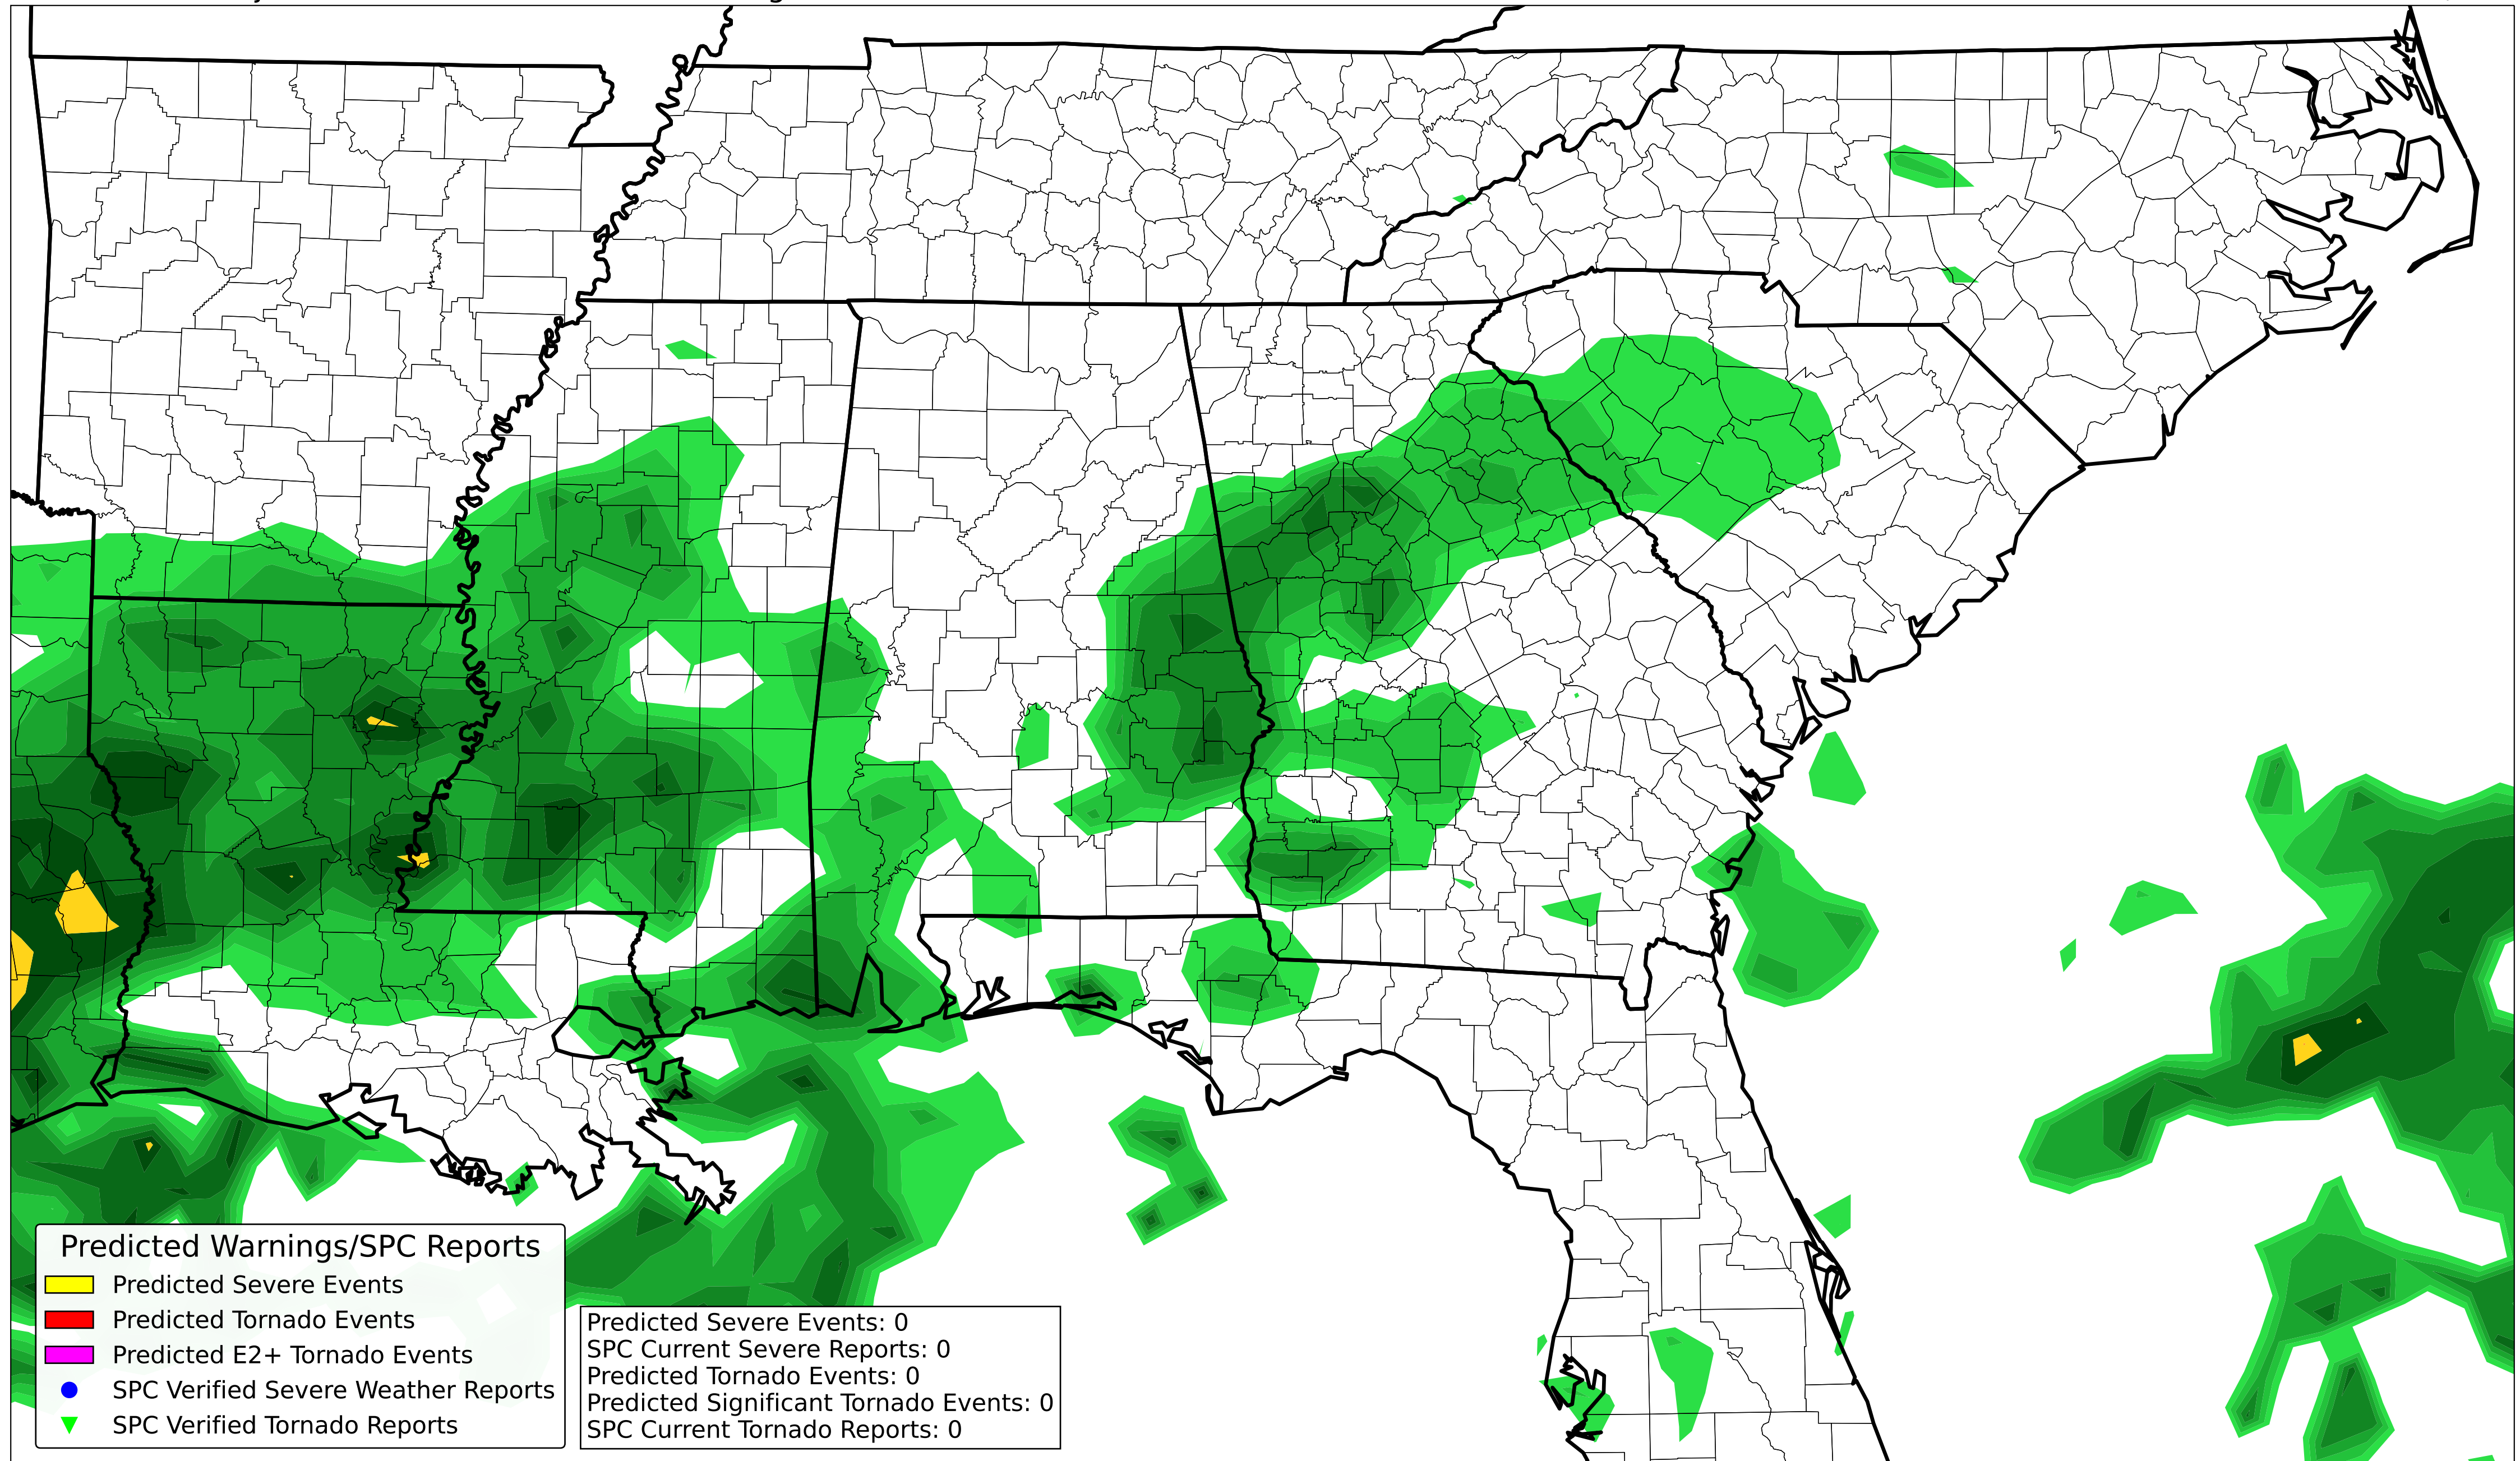 Predicted Warnings/SPC Reports
Predicted Severe Events
Predicted Tornado Events
Predicted E2+ Tornado Events
SPC Verified Severe Weather Reports
SPC Verified Tornado Reports
Predicted Severe Events: 0
SPC Current Severe Reports: 0
Predicted Tornado Events: 0
Predicted Significant Tornado Events: 0
SPC Current Tornado Reports: 0